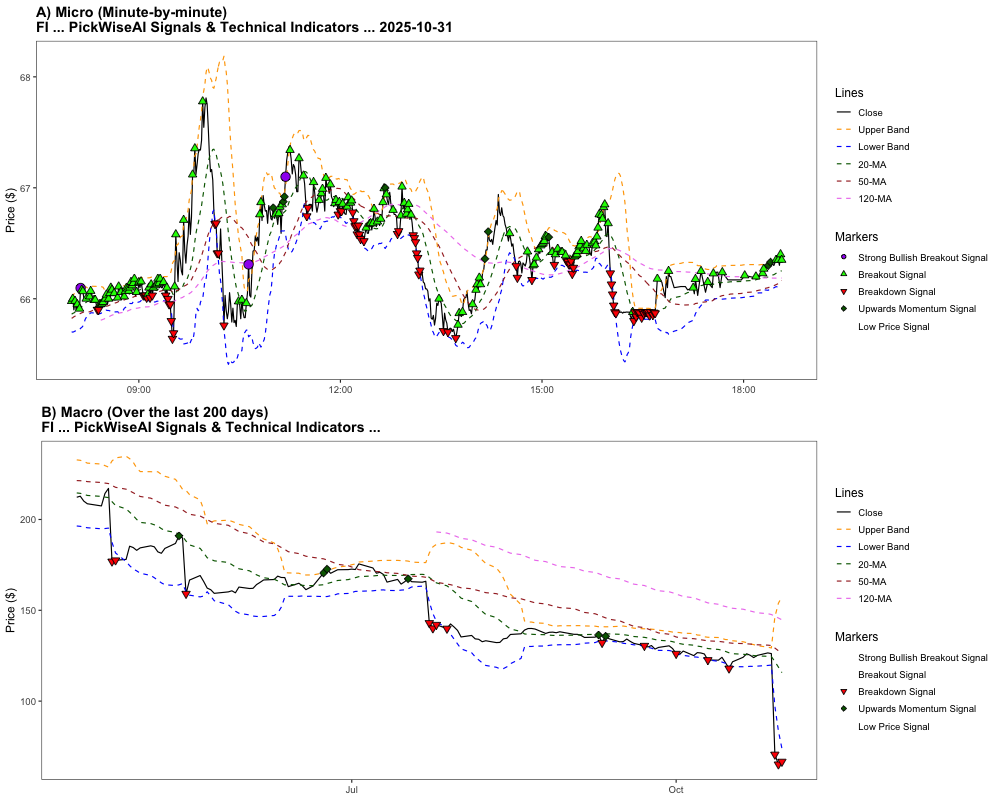 A) Micro (Minute-by-minute)
FI ... PickWiseAI Signals & Technical Indicators ... 2025-10-31
68
67
66
Price ($)
09:00
12:00
15:00
18:00
Lines
Close
Upper Band
Lower Band
20-MA
50-MA
120-MA
Markers
Strong Bullish Breakout Signal
Breakout Signal
Breakdown Signal
Upwards Momentum Signal
Low Price Signal
B) Macro (Over the last 200 days)
FI ... PickWiseAI Signals & Technical Indicators ...
200
150
100
Price ($)
Jul
Oct
Lines
Close
Upper Band
Lower Band
20-MA
50-MA
120-MA
Markers
Strong Bullish Breakout Signal
Breakout Signal
Breakdown Signal
Upwards Momentum Signal
Low Price Signal